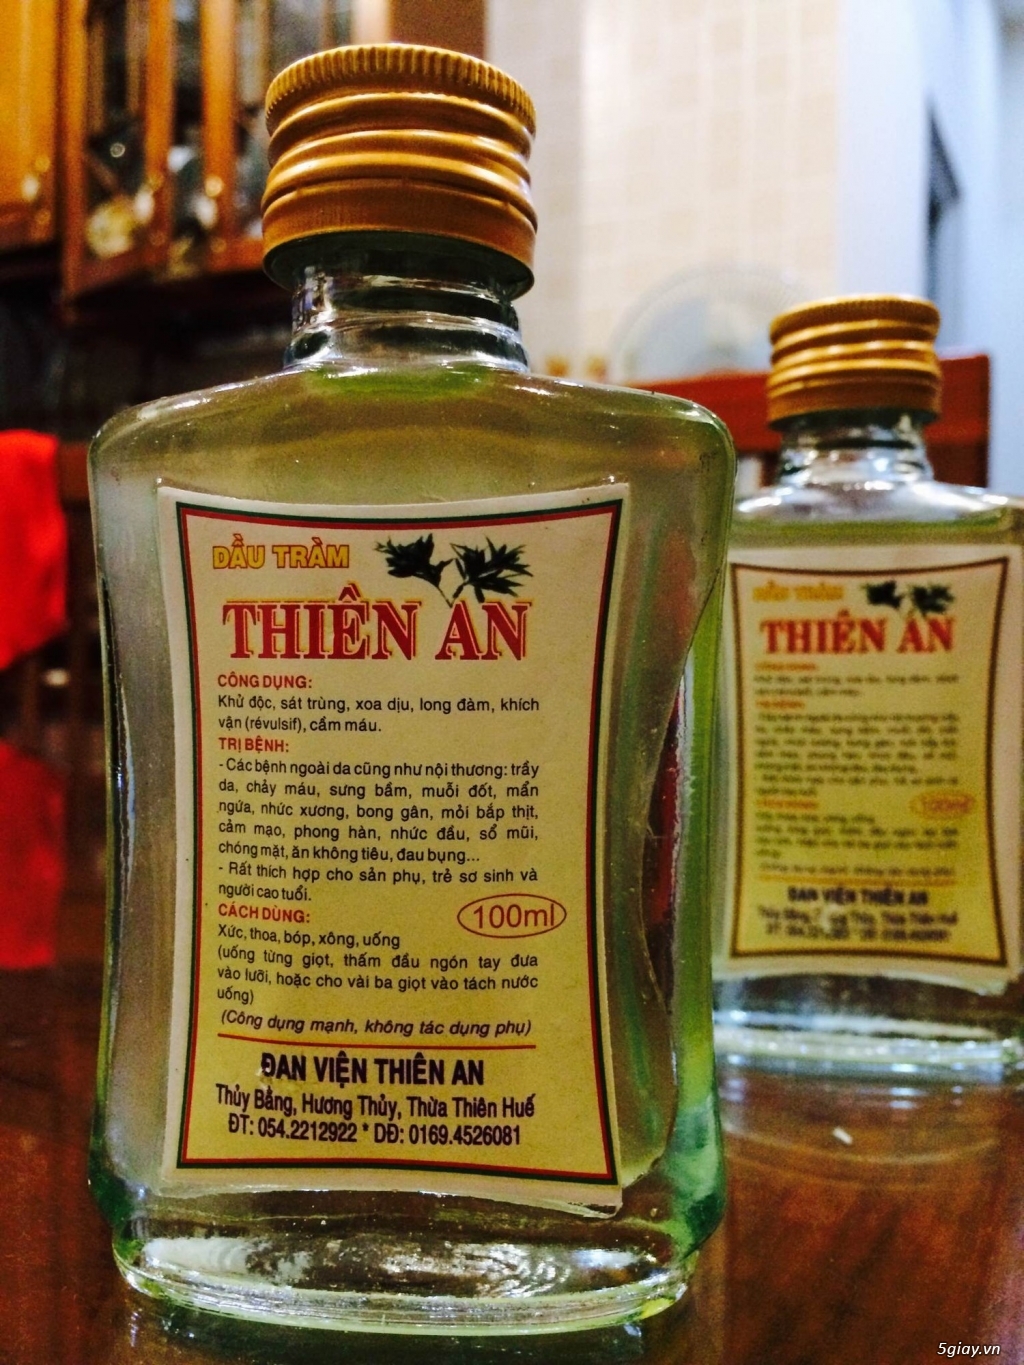 DẦU TRÀM
THIÊN AN
CÔNG DỤNG:
Khử độc, sát trùng, xoa dịu, long đàm, khích
vận (révulsif), cầm máu.
TRỊ BỆNH:
- Các bệnh ngoài da cũng như nội thương: trầy
da, chảy máu, sưng bầm, muỗi đốt, mẩn
ngứa, nhức xương, bong gân, mỏi bắp thịt,
cảm mạo, phong hàn, nhức đầu, sổ mũi,
chóng mặt, ăn không tiêu, đau bụng...
- Rất thích hợp cho sản phụ, trẻ sơ sinh và
người cao tuổi.
CÁCH DÙNG:
100ml
Xức, thoa, bóp, xông, uống
(uống từng giọt, thấm đầu ngón tay đưa
vào lưỡi, hoặc cho vài ba giọt vào tách nước
uống)
(Công dụng mạnh, không tác dụng phụ)
ĐAN VIỆN THIÊN AN
Thủy Bằng, Hương Thủy, Thừa Thiên Huế
ĐT: 054.2212922 * DĐ: 0169.4526081
DẦU TRÀM
THIÊN AN
100ml
ĐAN VIỆN THIÊN AN
5giay.vn